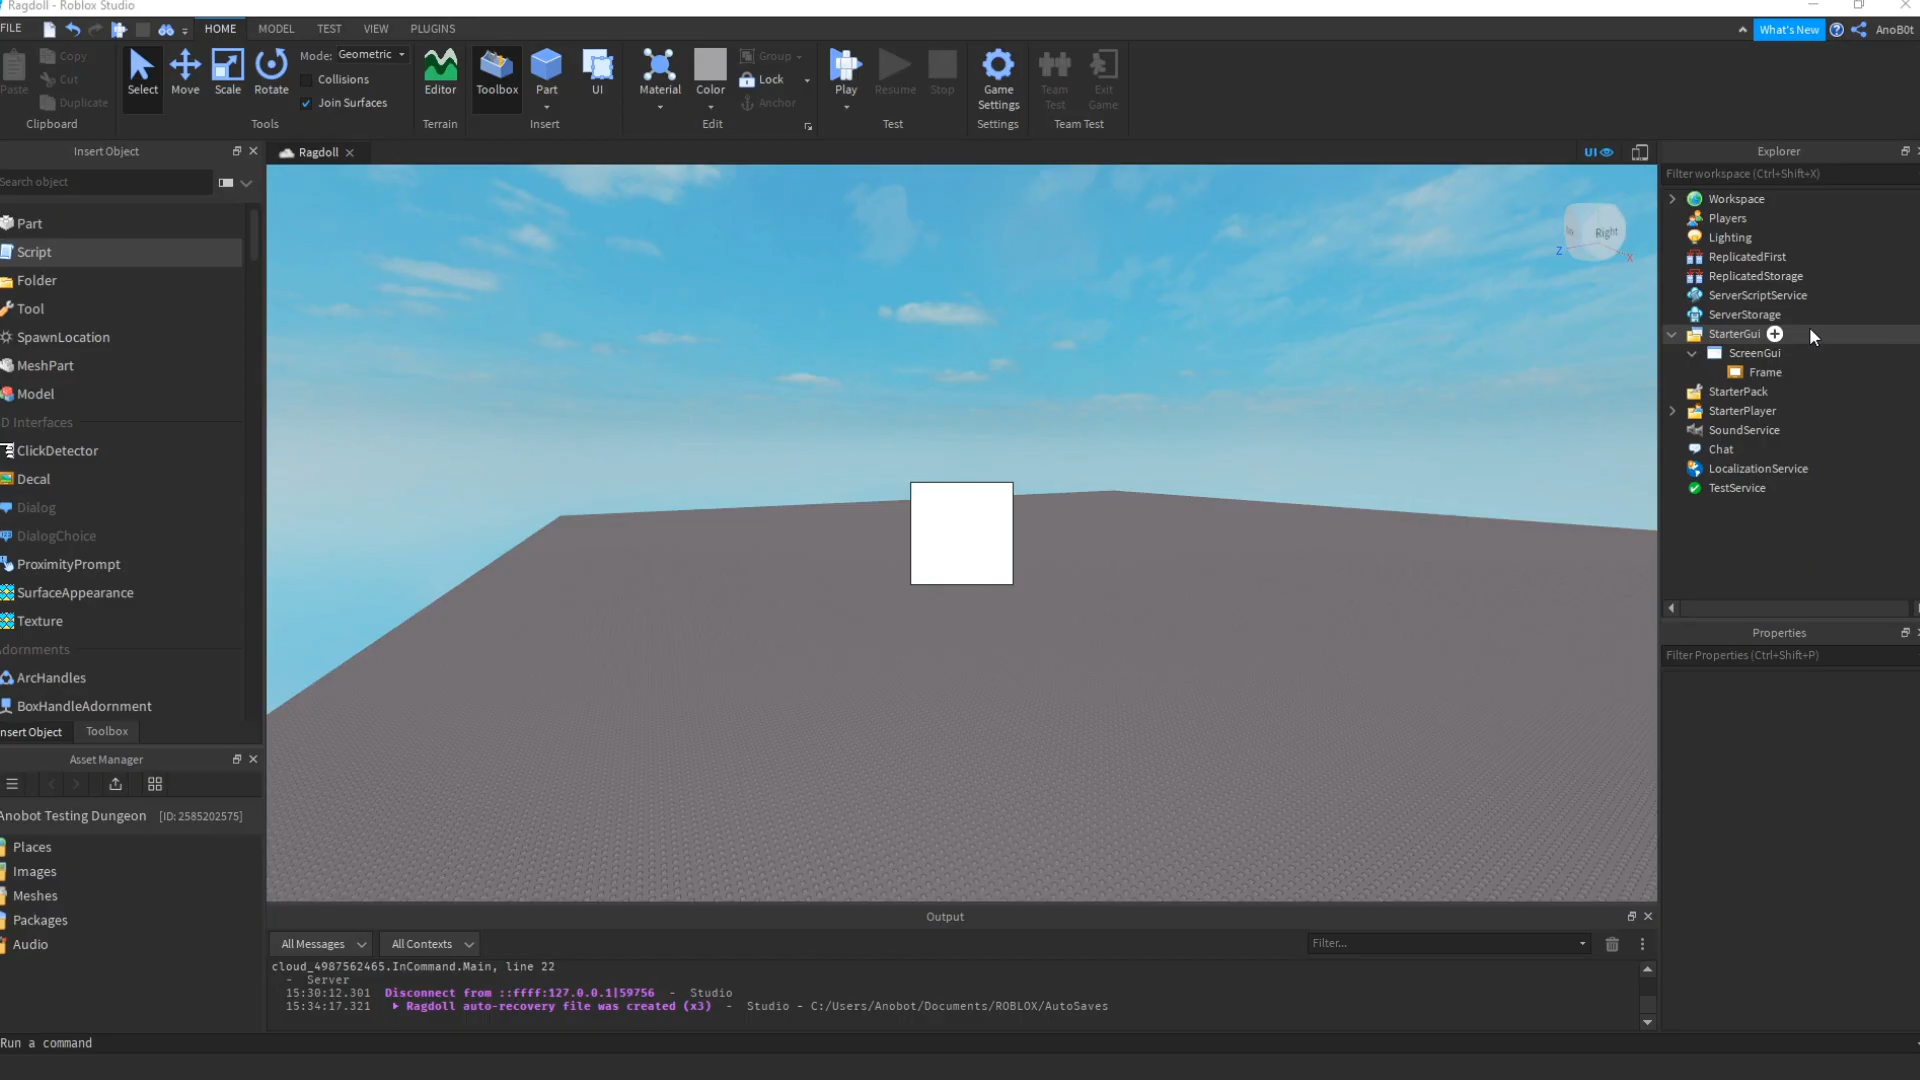 Ragdoll - Roblox Studio
FILE
HOME
MODEL
TEST
VIEW
PLUGINS
What's New
AnoB0t
Paste
Copy
Cut
Duplicate
Clipboard
Select
Move
Scale
Rotate
Mode: Geometric
Collisions
Join Surfaces
Tools
Editor
Terrain
Toolbox
Part
UI
Insert
Material
Color
Group
Lock
Anchor
Edit
Play
Resume
Stop
Test
Game
Settings
Settings
Team
Test
Exit
Game
Team Test
Insert Object
Search object
Part
Script
Folder
Tool
SpawnLocation
MeshPart
Model
D Interfaces
ClickDetector
Decal
Dialog
DialogChoice
ProximityPrompt
SurfaceAppearance
Texture
dornments
ArcHandles
BoxHandleAdornment
nsert Object
Toolbox
Asset Manager
Anobot Testing Dungeon [ID: 2585202575]
Places
Images
Meshes
Packages
Audio
Ragdoll
UI
Right
Z
X
Output
All Messages
All Contexts
Filter...
cloud_4987562465.InCommand.Main, line 22
- Server
15:30:12.301 Disconnect from ::ffff:127.0.0.1|59756 - Studio
15:34:17.321 Ragdoll auto-recovery file was created (x3) - Studio - C:/Users/Anobot/Documents/ROBLOX/AutoSaves
Run a command
Explorer
Filter workspace (Ctrl+Shift+X)
Workspace
Players
Lighting
ReplicatedFirst
ReplicatedStorage
ServerScriptService
ServerStorage
StarterGui
ScreenGui
Frame
StarterPack
StarterPlayer
SoundService
Chat
LocalizationService
TestService
Properties
Filter Properties (Ctrl+Shift+P)